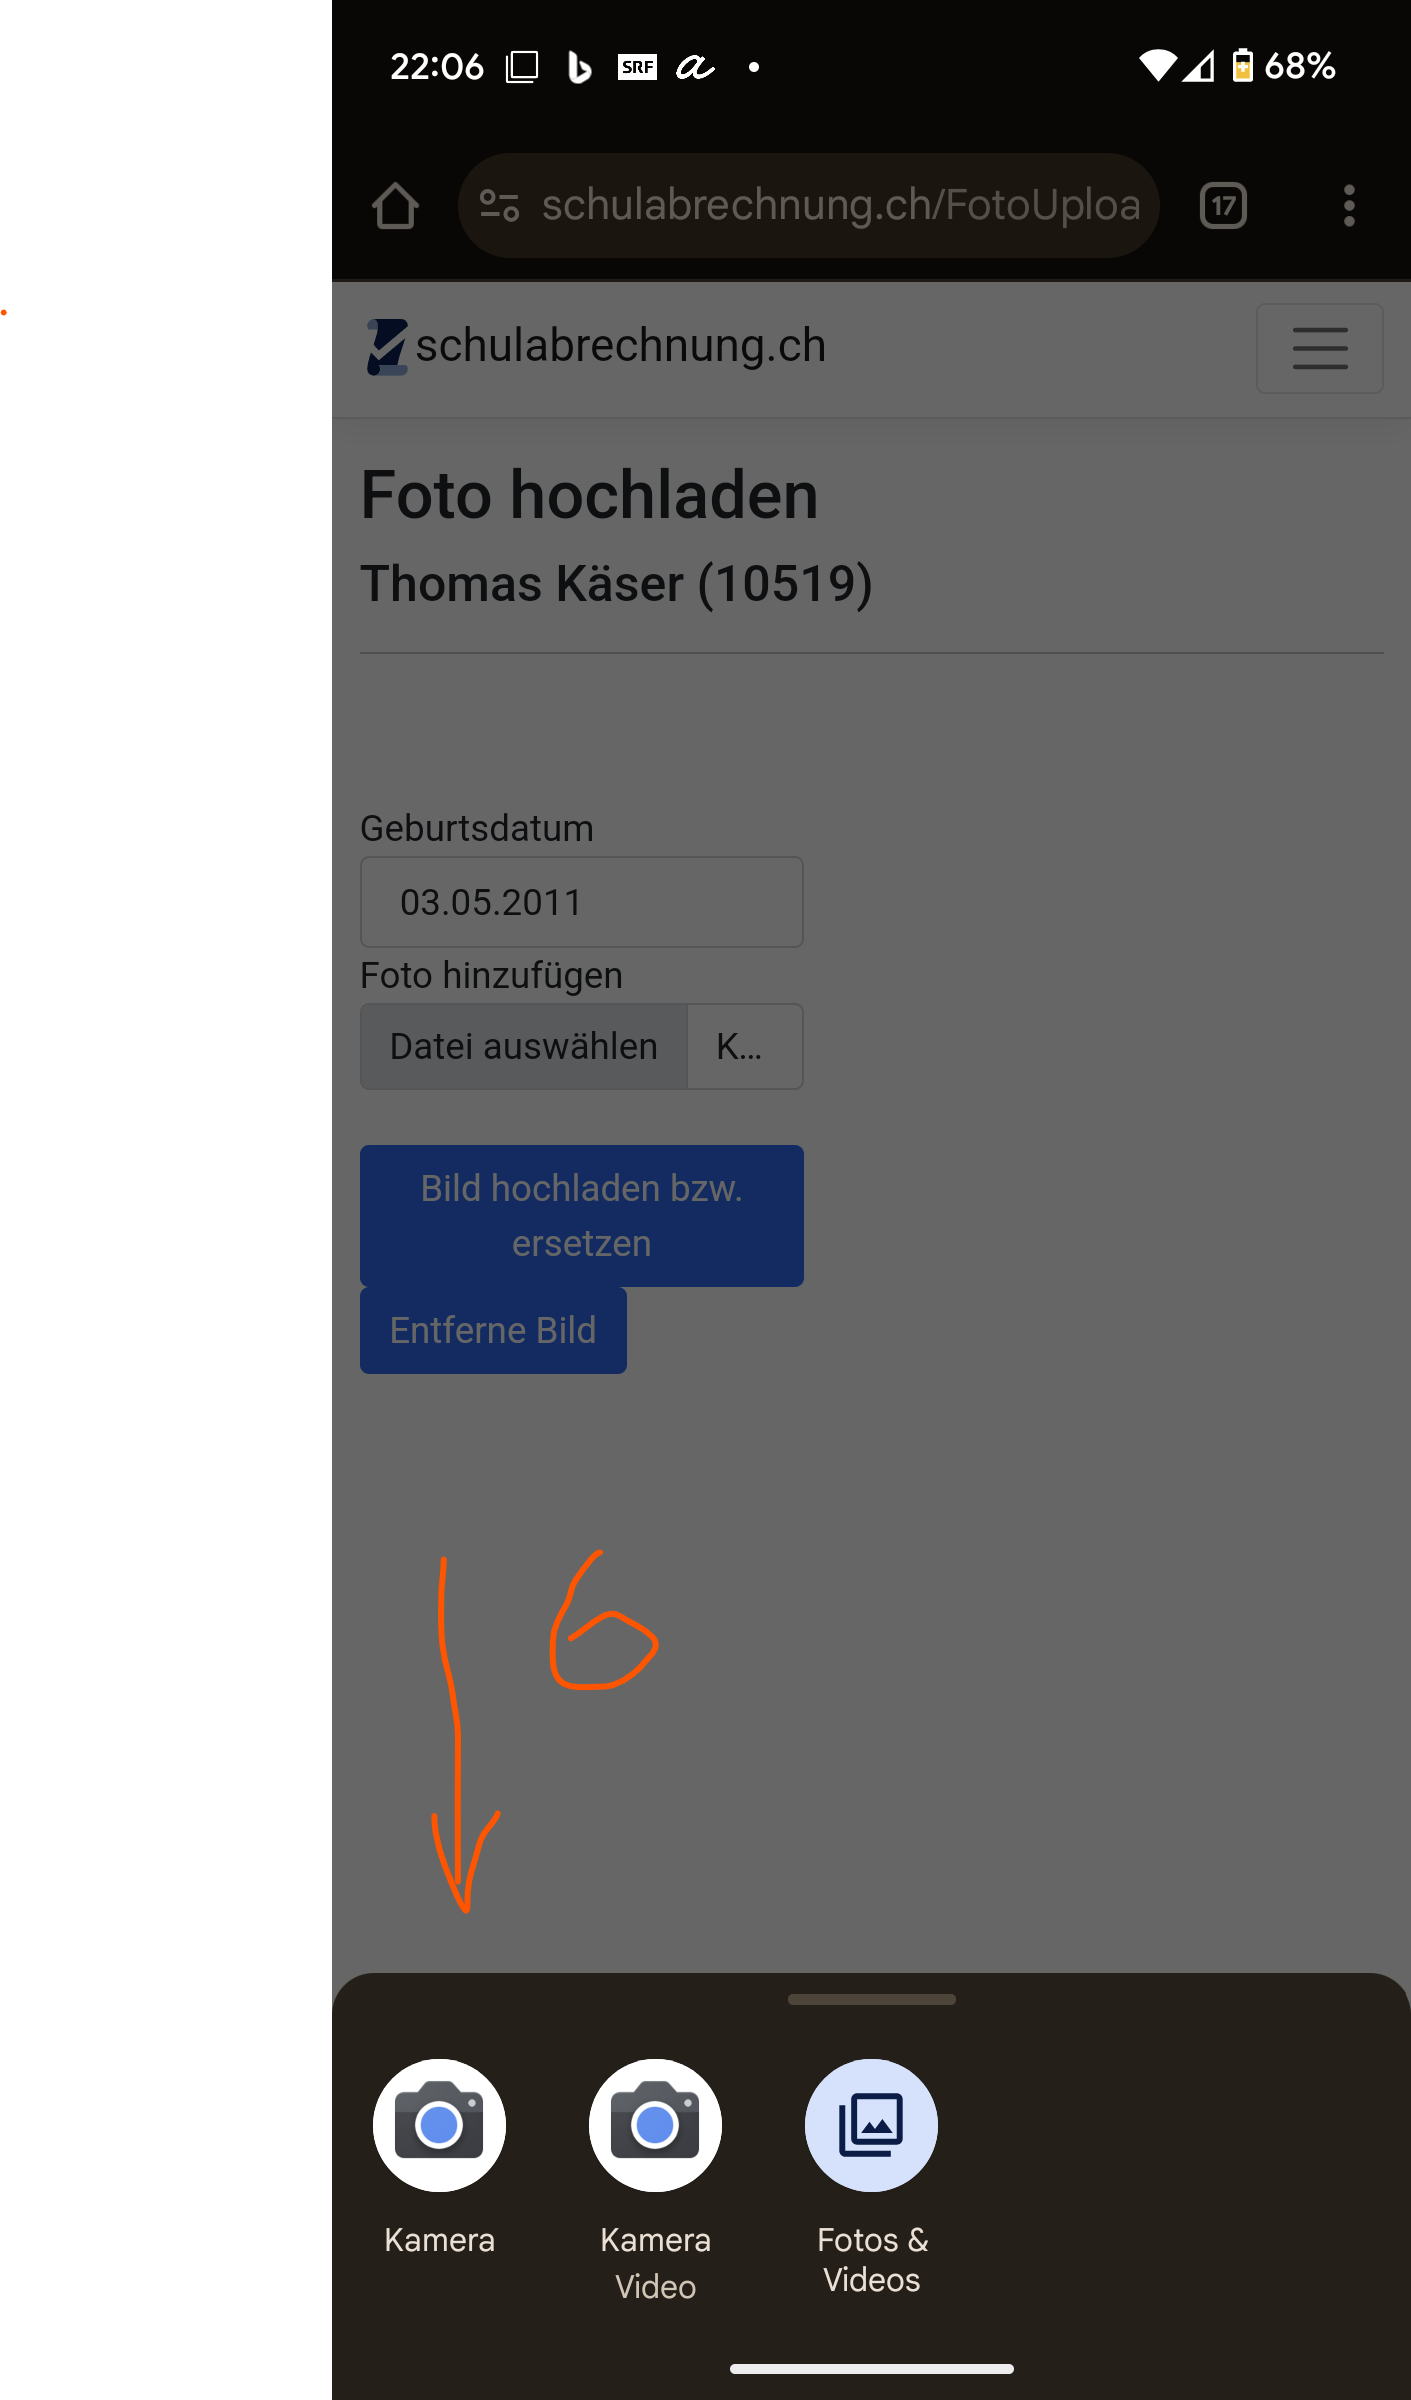 22:06 SRF 68%
schulabrechnung.ch/FotoUploa
17
schulabrechnung.ch
Foto hochladen
Thomas Käser (10519)
Geburtsdatum
03.05.2011
Foto hinzufügen
Datei auswählen K...
Bild hochladen bzw.
ersetzen
Entferne Bild
6
Kamera
Kamera
Video
Fotos &
Videos